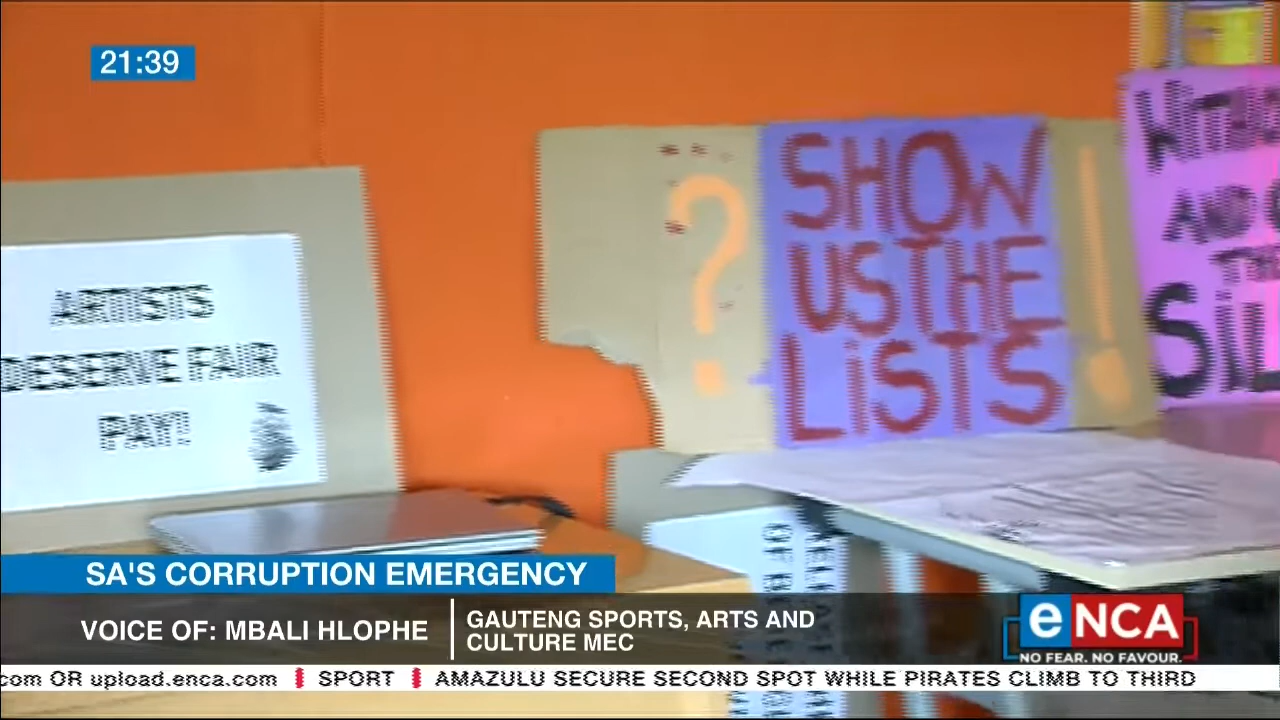 21:39
ARTISTS
DESERVE FAIR
PAY!
?
SHOW
US THE
LiSTS
!
AND
SA'S CORRUPTION EMERGENCY
VOICE OF: MBALI HLOPHE
GAUTENG SPORTS, ARTS AND
CULTURE MEC
eNCA
NO FEAR. NO FAVOUR.
com OR upload.enca.com SPORT AMAZULU SECURE SECOND SPOT WHILE PIRATES CLIMB TO THIRD